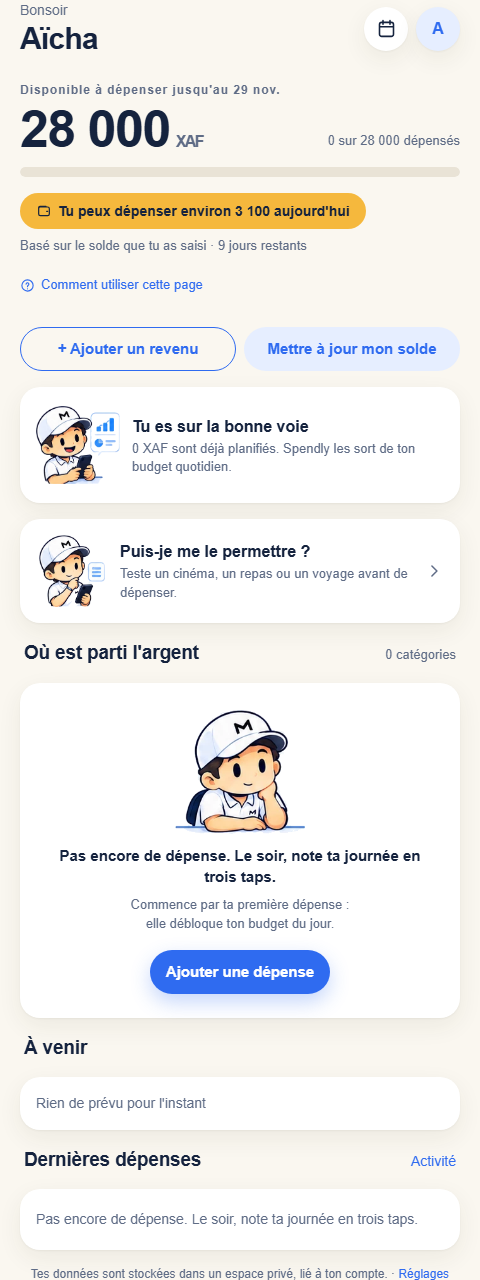 Bonsoir
Aïcha
A
Disponible à dépenser jusqu'au 29 nov.
28 000 XAF
0 sur 28 000 dépensés
Tu peux dépenser environ 3 100 aujourd'hui
Basé sur le solde que tu as saisi · 9 jours restants
Comment utiliser cette page
+ Ajouter un revenu
Mettre à jour mon solde
M
Tu es sur la bonne voie
0 XAF sont déjà planifiés. Spendly les sort de ton
budget quotidien.
M
Puis-je me le permettre ?
Teste un cinéma, un repas ou un voyage avant de
dépenser.
Où est parti l'argent
0 catégories
M
M
Pas encore de dépense. Le soir, note ta journée en
trois taps.
Commence par ta première dépense :
elle débloque ton budget du jour.
Ajouter une dépense
À venir
Rien de prévu pour l'instant
Dernières dépenses
Activité
Pas encore de dépense. Le soir, note ta journée en trois taps.
Tes données sont stockées dans un espace privé, lié à ton compte. · Réglages